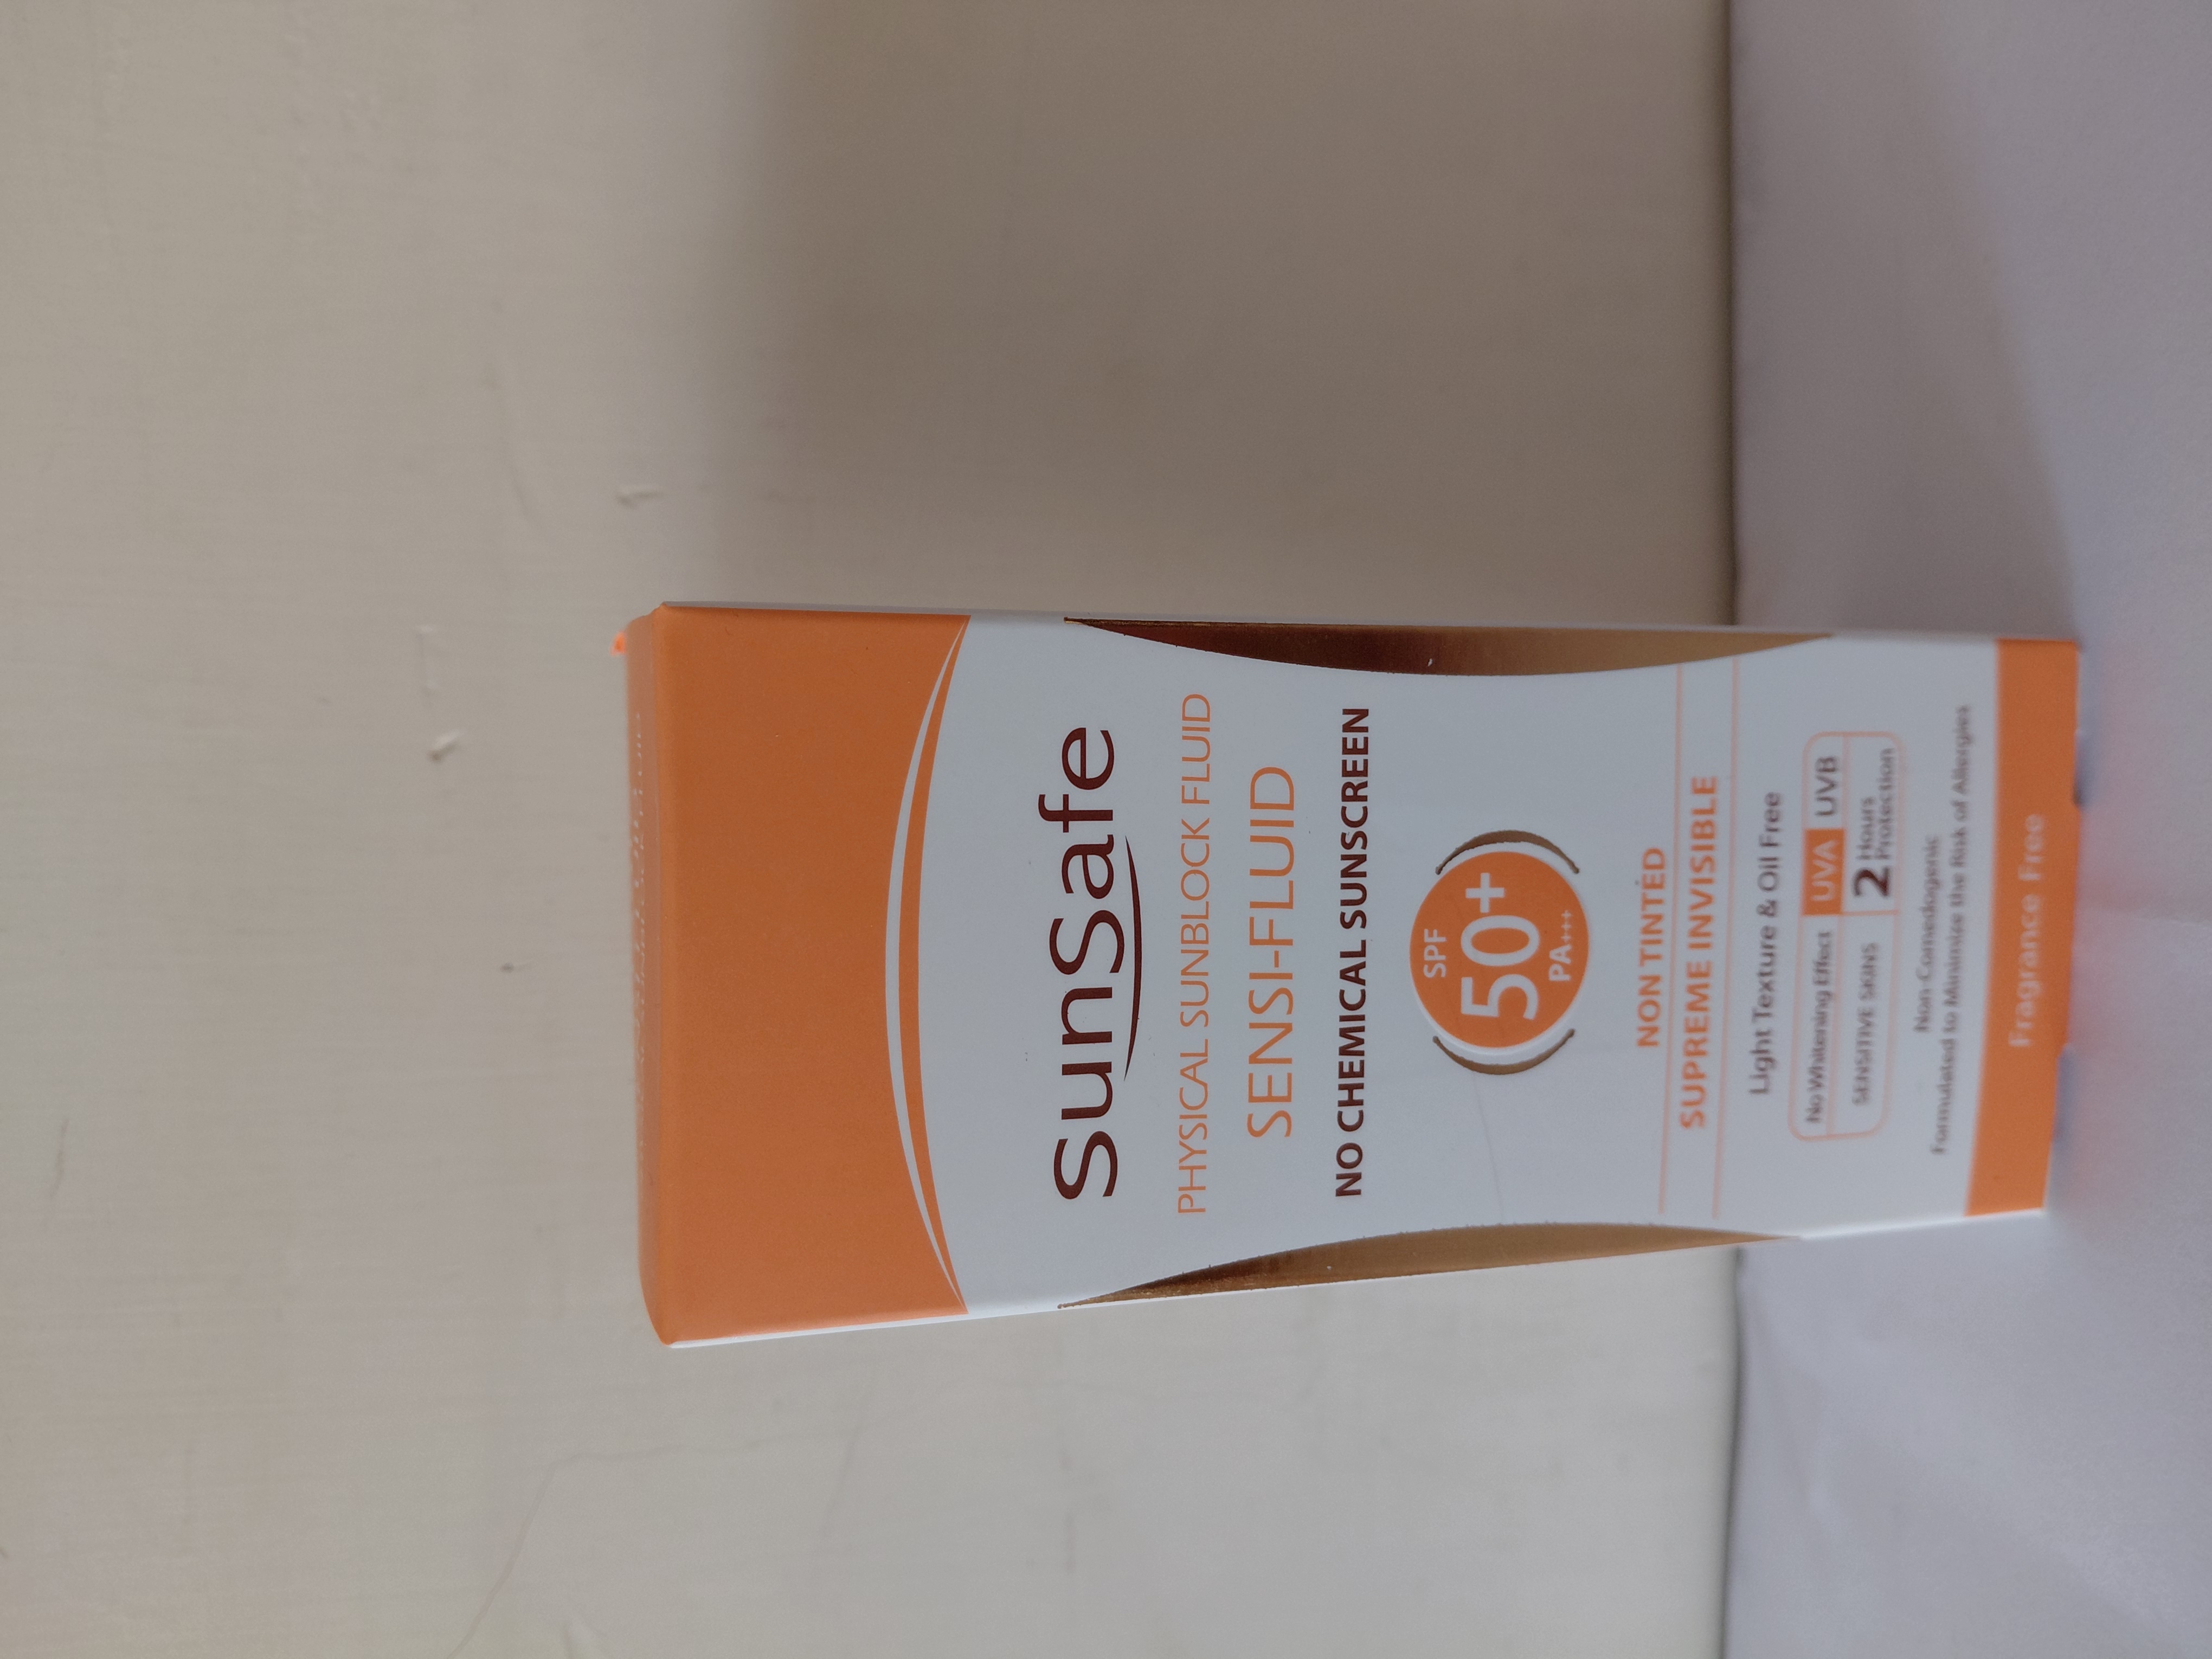 sunSafe
PHYSICAL SUNBLOCK FLUID
SENSI-FLUID
NO CHEMICAL SUNSCREEN
SPF
50+
PA+++
NON TINTED
SUPREME INVISIBLE
Light Texture & Oil Free
No Whitening Effect UVA UVB
SENSITIVE SKINS 2 Hours Protection
Non-Comedogenic
Formulated to Minimize the Risk of Allergies
Fragrance Free